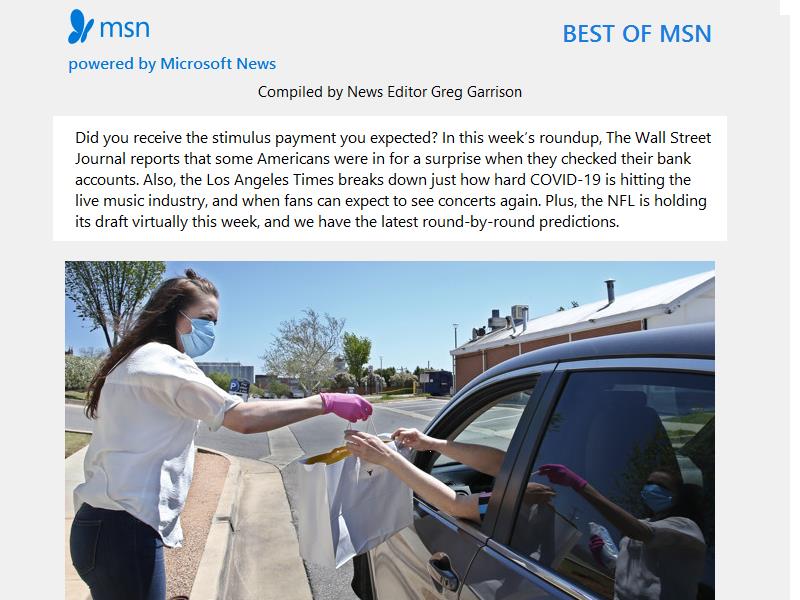 msn
BEST OF MSN
powered by Microsoft News
Compiled by News Editor Greg Garrison
Did you receive the stimulus payment you expected? In this week's roundup, The Wall Street
Journal reports that some Americans were in for a surprise when they checked their bank
accounts. Also, the Los Angeles Times breaks down just how hard COVID-19 is hitting the
live music industry, and when fans can expect to see concerts again. Plus, the NFL is holding
its draft virtually this week, and we have the latest round-by-round predictions.
P